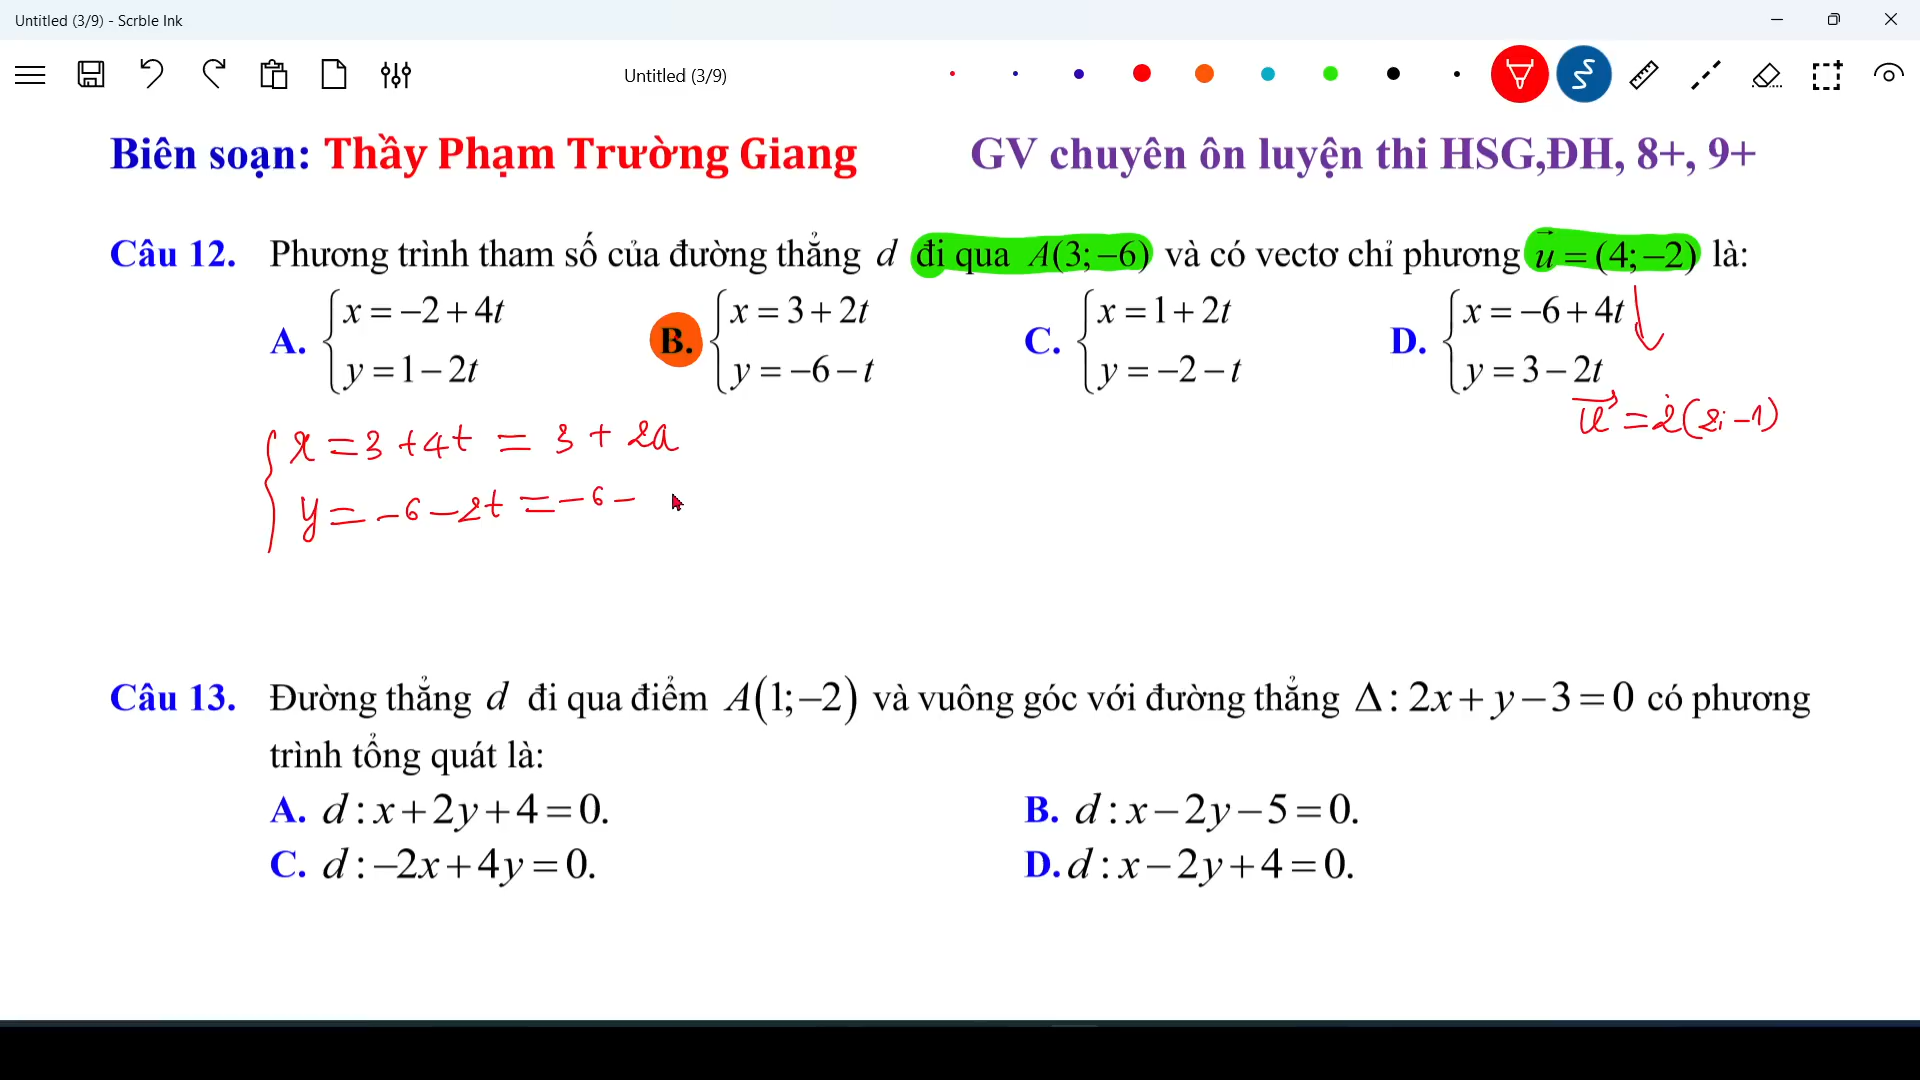 Untitled (3/9) - Scrble Ink
Untitled (3/9)
Biên soạn: Thầy Phạm Trường Giang GV chuyên ôn luyện thi HSG,ĐH, 8+, 9+
Câu 12. Phương trình tham số của đường thẳng d đi qua A(3;−6) và có vectơ chỉ phương u⃗ = (4;−2) là:
A. { x = −2 + 4t B. { x = 3 + 2t C. { x = 1 + 2t D. { x = −6 + 4t
y = 1 − 2t y = −6 − t y = −2 − t y = 3 − 2t
u⃗ = 2(2; −1)
{ x = 3 + 4t = 3 + 2a
y = −6 − 2t = −6 −
Câu 13. Đường thẳng d đi qua điểm A(1;−2) và vuông góc với đường thẳng Δ: 2x + y − 3 = 0 có phương
trình tổng quát là:
A. d : x + 2y + 4 = 0. B. d : x − 2y − 5 = 0.
C. d : −2x + 4y = 0. D. d : x − 2y + 4 = 0.